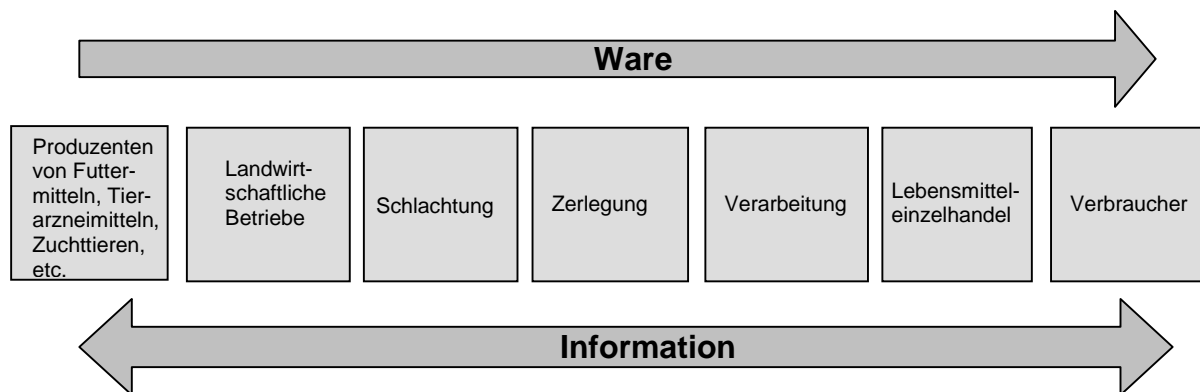 Ware
Produzenten
von Futter-
mitteln, Tier-
arzneimitteln,
Zuchttieren,
etc.
Landwirt-
schaftliche
Betriebe
Schlachtung
Zerlegung
Verarbeitung
Lebensmittel-
einzelhandel
Verbraucher
Information